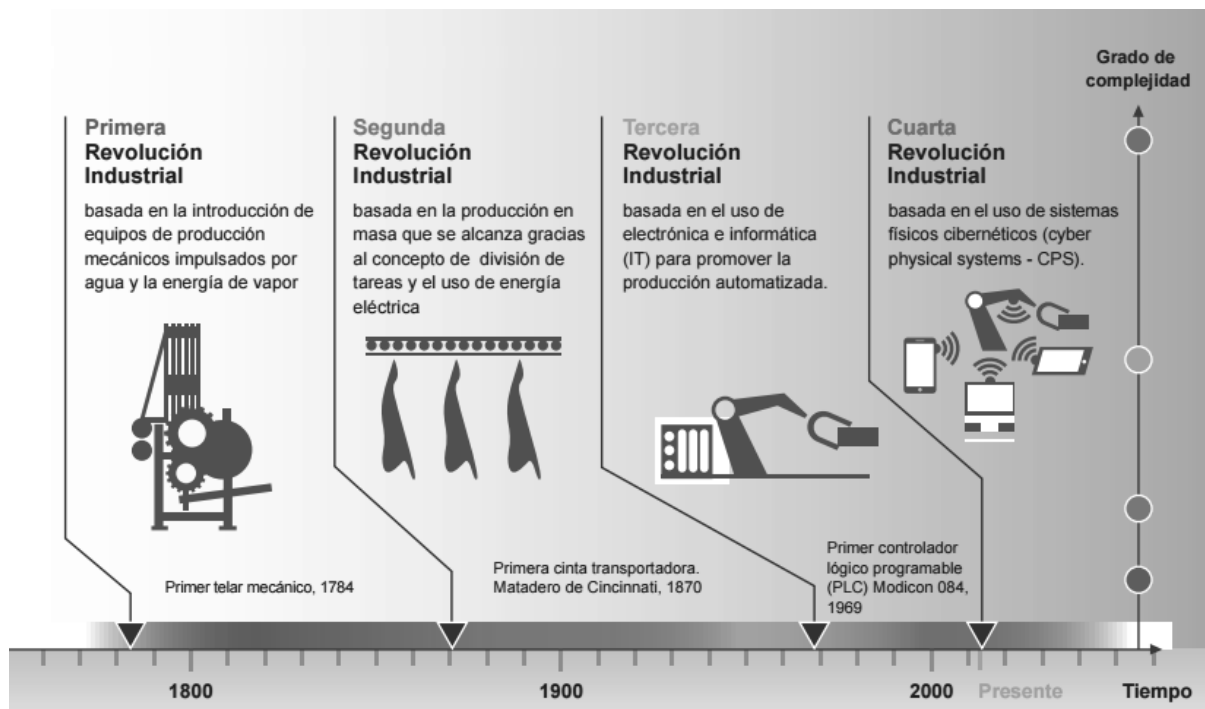 Grado de
complejidad
Primera
Revolución
Industrial
basada en la introducción de
equipos de producción
mecánicos impulsados por
agua y la energía de vapor
Segunda
Revolución
Industrial
basada en la producción en
masa que se alcanza gracias
al concepto de división de
tareas y el uso de energía
eléctrica
Tercera
Revolución
Industrial
basada en el uso de
electrónica e informática
(IT) para promover la
producción automatizada.
Cuarta
Revolución
Industrial
basada en el uso de sistemas
físicos cibernéticos (cyber
physical systems - CPS).
Primer telar mecánico, 1784
Primera cinta transportadora.
Matadero de Cincinnati, 1870
Primer controlador
lógico programable
(PLC) Modicon 084,
1969
1800
1900
2000
Presente
Tiempo